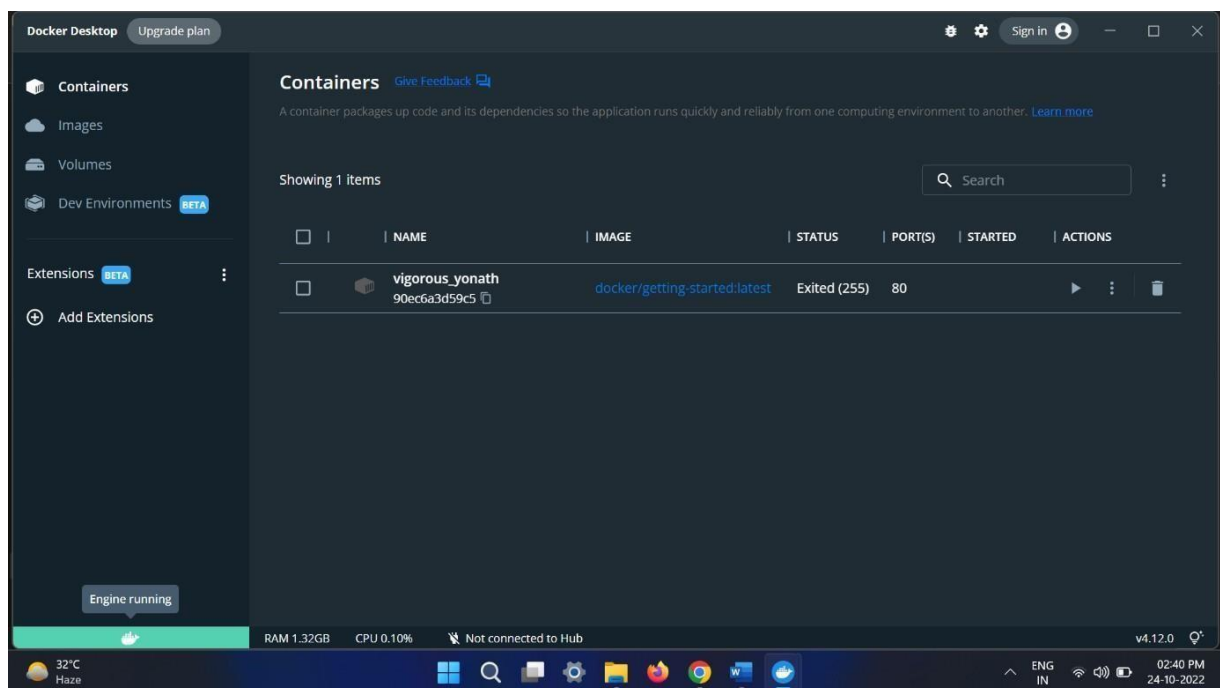 Docker Desktop Upgrade plan Sign in
Containers
Images
Volumes
Dev Environments BETA
Extensions BETA
Add Extensions
Containers Give Feedback
A container packages up code and its dependencies so the application runs quickly and reliably from one computing environment to another. Learn more
Showing 1 items Search
NAME IMAGE STATUS PORT(S) STARTED ACTIONS
vigorous_yonath docker/getting-started:latest Exited (255) 80
90ec6a3d59c5
Engine running
RAM 1.32GB CPU 0.10% Not connected to Hub v4.12.0
32°C ENG 02:40 PM
Haze IN 24-10-2022